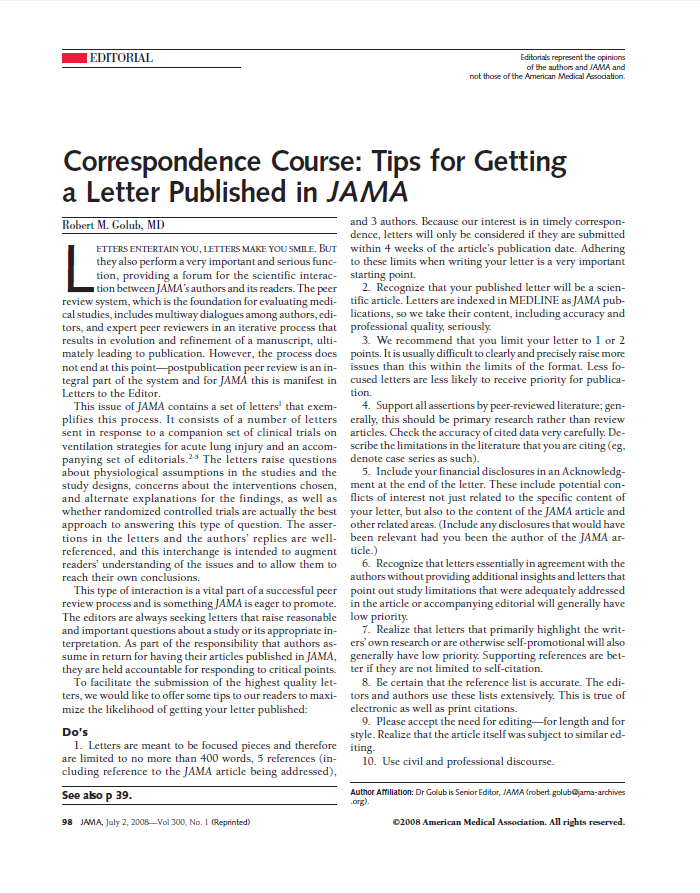 EDITORIAL
Editorials represent the opinions
of the authors and JAMA and
not those of the American Medical Association.
Correspondence Course: Tips for Getting
a Letter Published in JAMA
Robert M. Golub, MD
LETTERS ENTERTAIN YOU, LETTERS MAKE YOU SMILE. BUT
they also perform a very important and serious func-
tion, providing a forum for the scientific interac-
tion between JAMA's authors and its readers. The peer
review system, which is the foundation for evaluating medi-
cal studies, includes multiway dialogues among authors, edi-
tors, and expert peer reviewers in an iterative process that
results in evolution and refinement of a manuscript, ulti-
mately leading to publication. However, the process does
not end at this point—postpublication peer review is an in-
tegral part of the system and for JAMA this is manifest in
Letters to the Editor.
This issue of JAMA contains a set of letters¹ that exem-
plifies this process. It consists of a number of letters
sent in response to a companion set of clinical trials on
ventilation strategies for acute lung injury and an accom-
panying set of editorials.²⁻⁵ The letters raise questions
about physiological assumptions in the studies and the
study designs, concerns about the interventions chosen,
and alternate explanations for the findings, as well as
whether randomized controlled trials are actually the best
approach to answering this type of question. The asser-
tions in the letters and the authors' replies are well-
referenced, and this interchange is intended to augment
readers' understanding of the issues and to allow them to
reach their own conclusions.
This type of interaction is a vital part of a successful peer
review process and is something JAMA is eager to promote.
The editors are always seeking letters that raise reasonable
and important questions about a study or its appropriate in-
terpretation. As part of the responsibility that authors as-
sume in return for having their articles published in JAMA,
they are held accountable for responding to critical points.
To facilitate the submission of the highest quality let-
ters, we would like to offer some tips to our readers to maxi-
mize the likelihood of getting your letter published:
Do's
1. Letters are meant to be focused pieces and therefore
are limited to no more than 400 words, 5 references (in-
cluding reference to the JAMA article being addressed),
See also p 39.
and 3 authors. Because our interest is in timely correspon-
dence, letters will only be considered if they are submitted
within 4 weeks of the article's publication date. Adhering
to these limits when writing your letter is a very important
starting point.
2. Recognize that your published letter will be a scien-
tific article. Letters are indexed in MEDLINE as JAMA pub-
lications, so we take their content, including accuracy and
professional quality, seriously.
3. We recommend that you limit your letter to 1 or 2
points. It is usually difficult to clearly and precisely raise more
issues than this within the limits of the format. Less fo-
cused letters are less likely to receive priority for publica-
tion.
4. Support all assertions by peer-reviewed literature; gen-
erally, this should be primary research rather than review
articles. Check the accuracy of cited data very carefully. De-
scribe the limitations in the literature that you are citing (eg,
denote case series as such).
5. Include your financial disclosures in an Acknowledg-
ment at the end of the letter. These include potential con-
flicts of interest not just related to the specific content of
your letter, but also to the content of the JAMA article and
other related areas. (Include any disclosures that would have
been relevant had you been the author of the JAMA ar-
ticle.)
6. Recognize that letters essentially in agreement with the
authors without providing additional insights and letters that
point out study limitations that were adequately addressed
in the article or accompanying editorial will generally have
low priority.
7. Realize that letters that primarily highlight the writ-
ers' own research or are otherwise self-promotional will also
generally have low priority. Supporting references are bet-
ter if they are not limited to self-citation.
8. Be certain that the reference list is accurate. The edi-
tors and authors use these lists extensively. This is true of
electronic as well as print citations.
9. Please accept the need for editing—for length and for
style. Realize that the article itself was subject to similar ed-
iting.
10. Use civil and professional discourse.
Author Affiliation: Dr Golub is Senior Editor, JAMA (robert.golub@jama-archives
.org).
98 JAMA, July 2, 2008—Vol 300, No. 1 (Reprinted)
©2008 American Medical Association. All rights reserved.